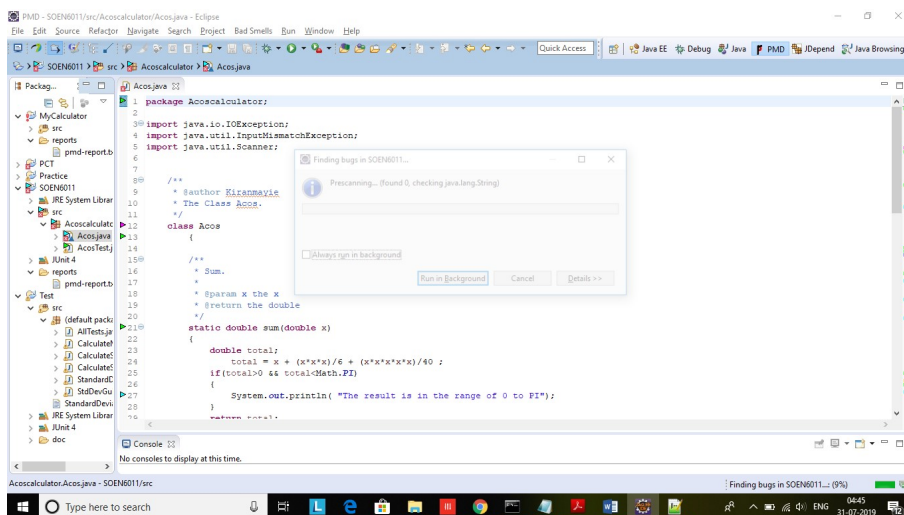 PMD - SOEN6011/src/Acoscalculator/Acos.java - Eclipse
File Edit Source Refactor Navigate Search Project Bad Smells Run Window Help
Quick Access Java EE Debug Java PMD JDepend Java Browsing
SOEN6011 src Acoscalculator Acos.java
Packag...
MyCalculator
src
reports
pmd-report.b
PCT
Practice
SOEN6011
JRE System Librar
src
Acoscalculatc
Acos.java
AcosTest.j
JUnit 4
reports
pmd-report.b
Test
src
(default packa
AllTests.ja
Calculate
CalculateS
CalculateS
StandardD
StdDevGu
StandardDevi
JRE System Librar
JUnit 4
doc
Acos.java
1 package Acoscalculator;
2
3 import java.io.IOException;
4 import java.util.InputMismatchException;
5 import java.util.Scanner;
6
7
8 /**
9 * @author Kiranmayie
10 * The Class Acos.
11 */
12 class Acos
13 {
14
15 /**
16 * Sum.
17 *
18 * @param x the x
19 * @return the double
20 */
21 static double sum(double x)
22 {
23 double total;
24 total = x + (x*x*x)/6 + (x*x*x*x*x)/40 ;
25 if(total>0 && total<Math.PI)
26 {
27 System.out.println( "The result is in the range of 0 to PI");
28 }
29 return total;
Finding bugs in SOEN6011...
Prescanning... (found 0, checking java.lang.String)
Always run in background
Run in Background Cancel Details >>
Console
No consoles to display at this time.
Acoscalculator.Acos.java - SOEN6011/src
Finding bugs in SOEN6011...: (9%)
Type here to search
ENG
04:45
31-07-2019